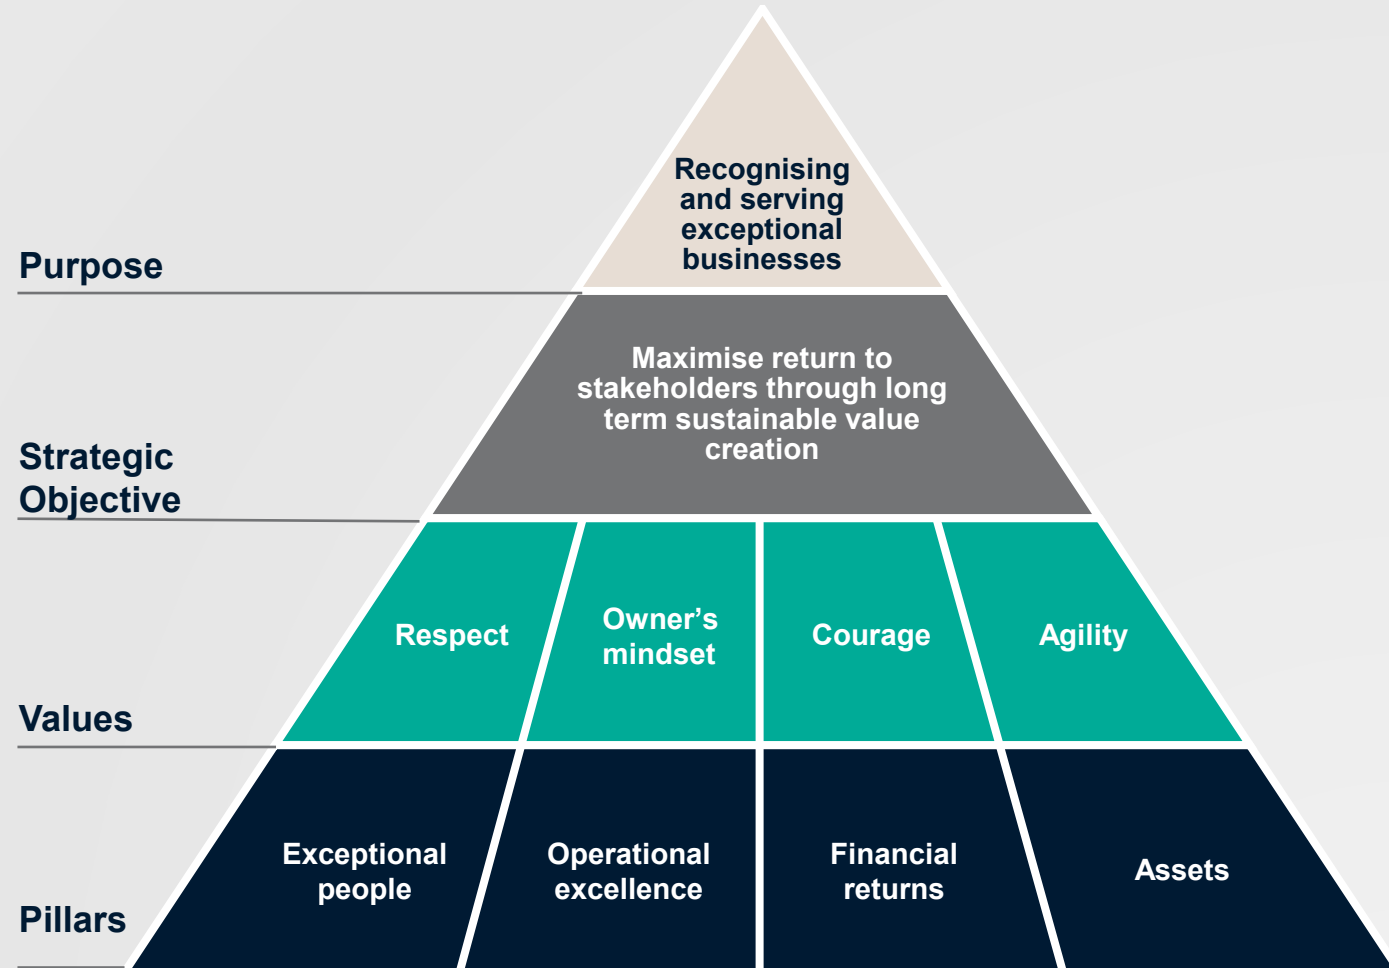 Recognising
and serving
exceptional
businesses
Purpose
Maximise return to
stakeholders through long
term sustainable value
creation
Strategic
Objective
Respect
Owner’s
mindset
Courage
Agility
Values
Exceptional
people
Operational
excellence
Financial
returns
Assets
Pillars